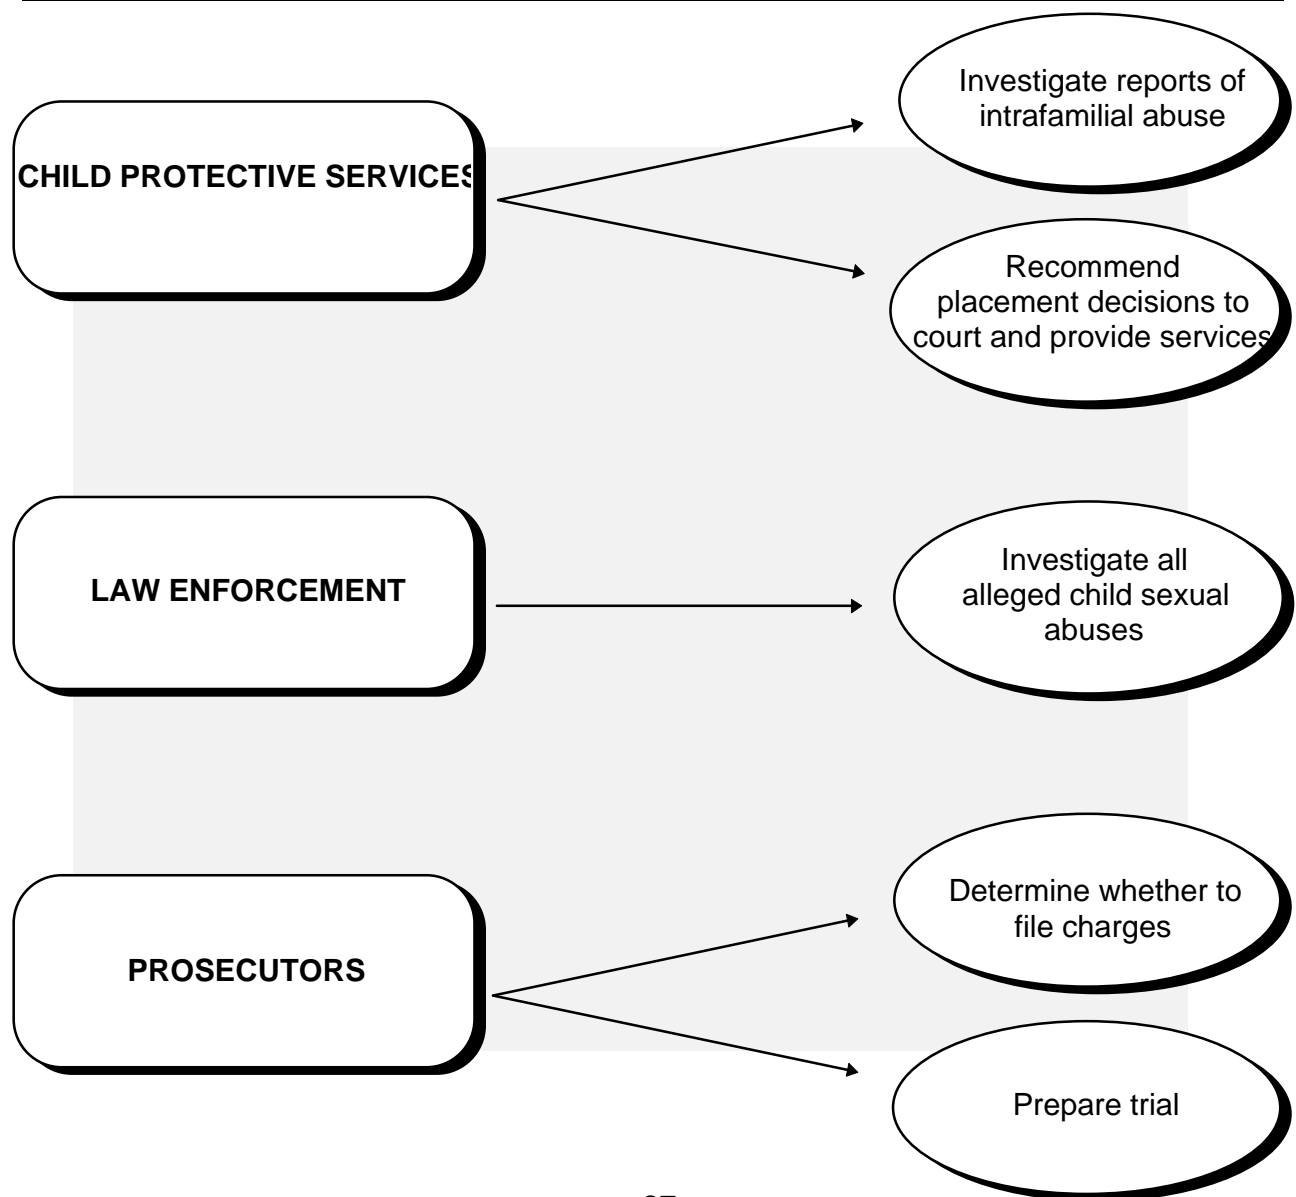 CHILD PROTECTIVE SERVICES
Investigate reports of
intrafamilial abuse
Recommend
placement decisions to
court and provide services
LAW ENFORCEMENT
Investigate all
alleged child sexual
abuses
PROSECUTORS
Determine whether to
file charges
Prepare trial